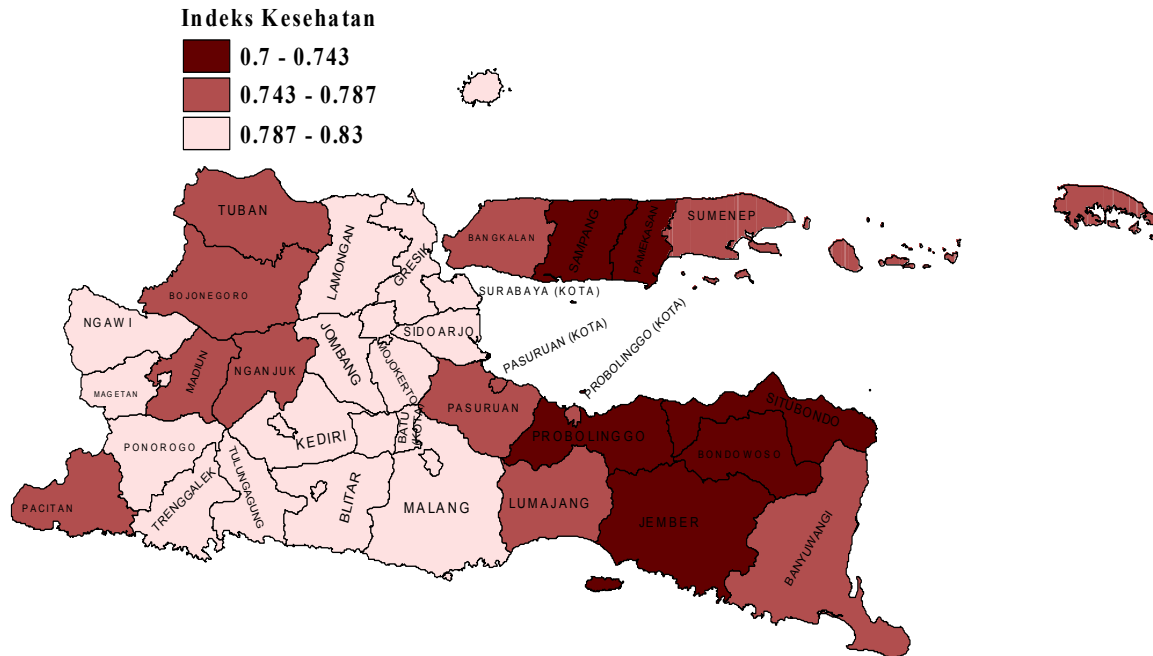 Indeks Kesehatan
0.7 - 0.743
0.743 - 0.787
0.787 - 0.83
TUBAN
LAMONGAN
GRESIK
BANGKALAN
SAMPANG
PAMEKASAN
SUMENEP
BOJONEGORO
SURABAYA (KOTA)
NGAWI
SIDOARJO
JOMBANG
MOJOKERTO
PASURUAN (KOTA)
PROBOLINGGO (KOTA)
MAGETAN
MADIUN
NGANJUK
PASURUAN
SITUBONDO
PONOROGO
KEDIRI
BATU
(KOTA)
PROBOLINGGO
BONDOWOSO
PACITAN
TRENGGALEK
TULUNGAGUNG
BLITAR
MALANG
LUMAJANG
JEMBER
BANYUWANGI